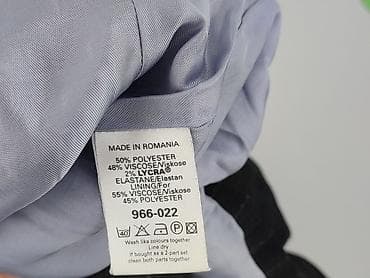 MADE IN ROMANIA
50% POLYESTER
48% VISCOSE/Viskose
2% LYCRA®
ELASTANE/Elastan
LINING/For
55% VISCOSE/Viskose
45% POLYESTER
966-022
40
Wash like colours together
Line dry
If bought as a 2-part set
clean both parts together